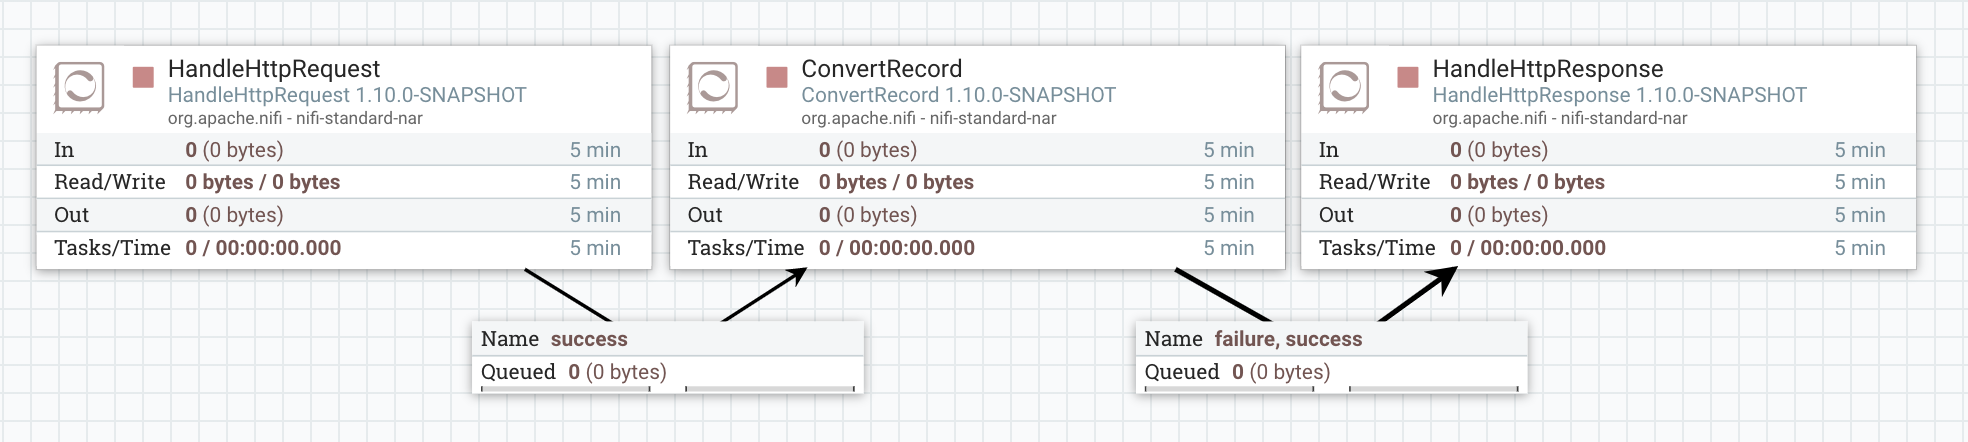 HandleHttpRequest
HandleHttpRequest 1.10.0-SNAPSHOT
org.apache.nifi - nifi-standard-nar
In 0 (0 bytes) 5 min
Read/Write 0 bytes / 0 bytes 5 min
Out 0 (0 bytes) 5 min
Tasks/Time 0 / 00:00:00.000 5 min
ConvertRecord
ConvertRecord 1.10.0-SNAPSHOT
org.apache.nifi - nifi-standard-nar
In 0 (0 bytes) 5 min
Read/Write 0 bytes / 0 bytes 5 min
Out 0 (0 bytes) 5 min
Tasks/Time 0 / 00:00:00.000 5 min
HandleHttpResponse
HandleHttpResponse 1.10.0-SNAPSHOT
org.apache.nifi - nifi-standard-nar
In 0 (0 bytes) 5 min
Read/Write 0 bytes / 0 bytes 5 min
Out 0 (0 bytes) 5 min
Tasks/Time 0 / 00:00:00.000 5 min
Name success
Queued 0 (0 bytes)
Name failure, success
Queued 0 (0 bytes)